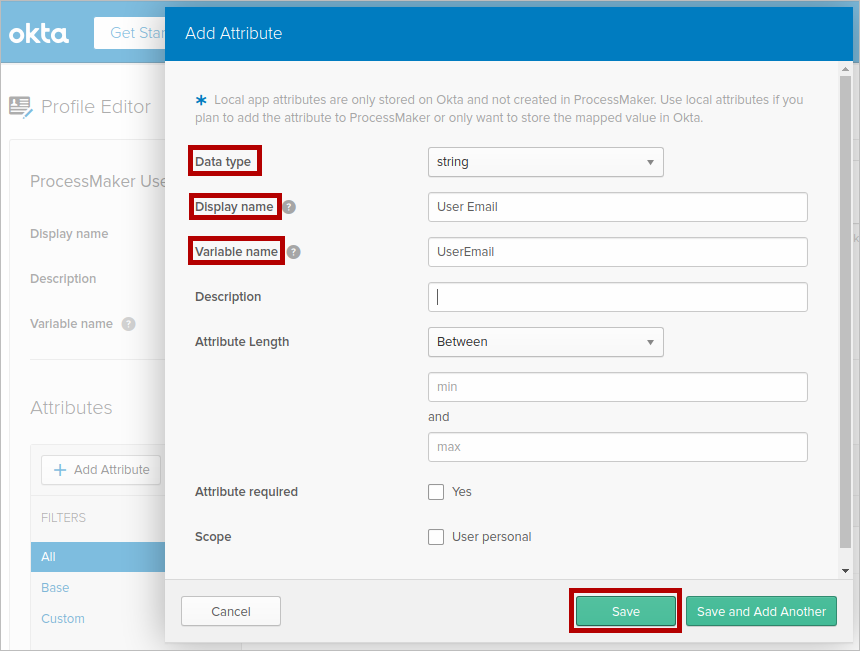 okta
Get Star
Add Attribute
Profile Editor
* Local app attributes are only stored on Okta and not created in ProcessMaker. Use local attributes if you
plan to add the attribute to ProcessMaker or only want to store the mapped value in Okta.
ProcessMaker Use
Display name
Description
Variable name ?
Attributes
+ Add Attribute
FILTERS
All
Base
Custom
Data type
string
Display name ?
User Email
Variable name ?
UserEmail
Description
Attribute Length
Between
min
and
max
Attribute required
Yes
Scope
User personal
Cancel
Save
Save and Add Another